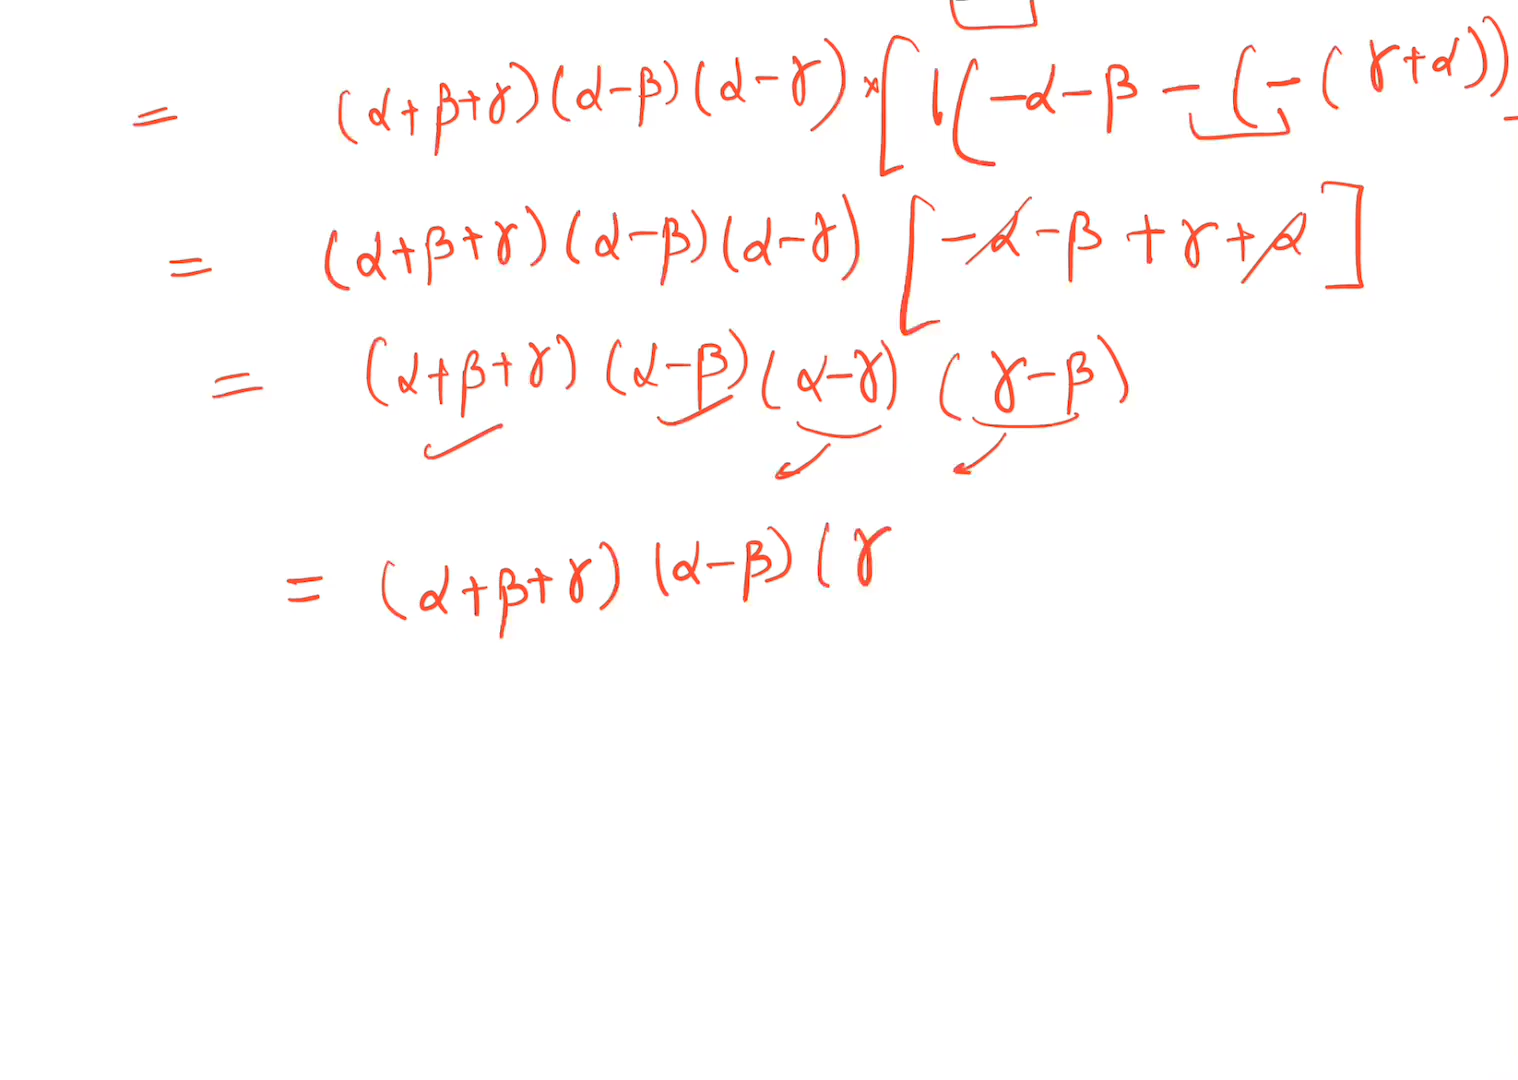 = (α+β+γ)(α-β)(α-γ)×[1(-α-β-(-(γ+α))-
= (α+β+γ)(α-β)(α-γ)[-α-β+γ+α]
= (α+β+γ)(α-β)(α-γ)(γ-β)
= (α+β+γ)(α-β)(γ